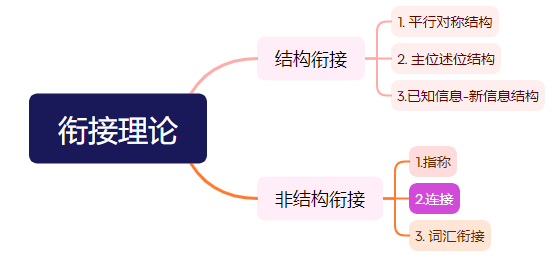 衔接理论
结构衔接
1. 平行对称结构
2. 主位述位结构
3.已知信息-新信息结构
非结构衔接
1.指称
2.连接
3. 词汇衔接